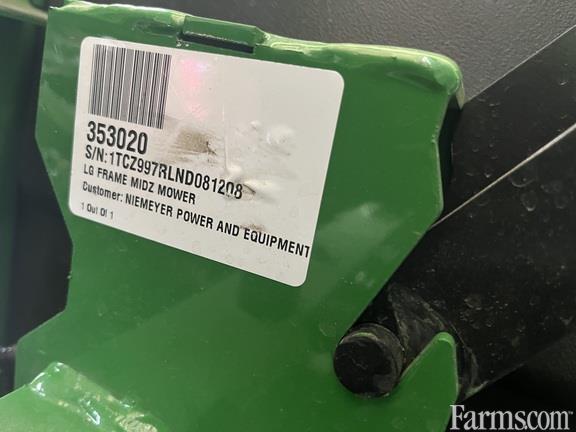 353020
S/N:1TCZ997RLND081208
LG FRAME MIDZ MOWER
Customer: NIEMEYER POWER AND EQUIPMENT
1 Out Of 1
Farms.com